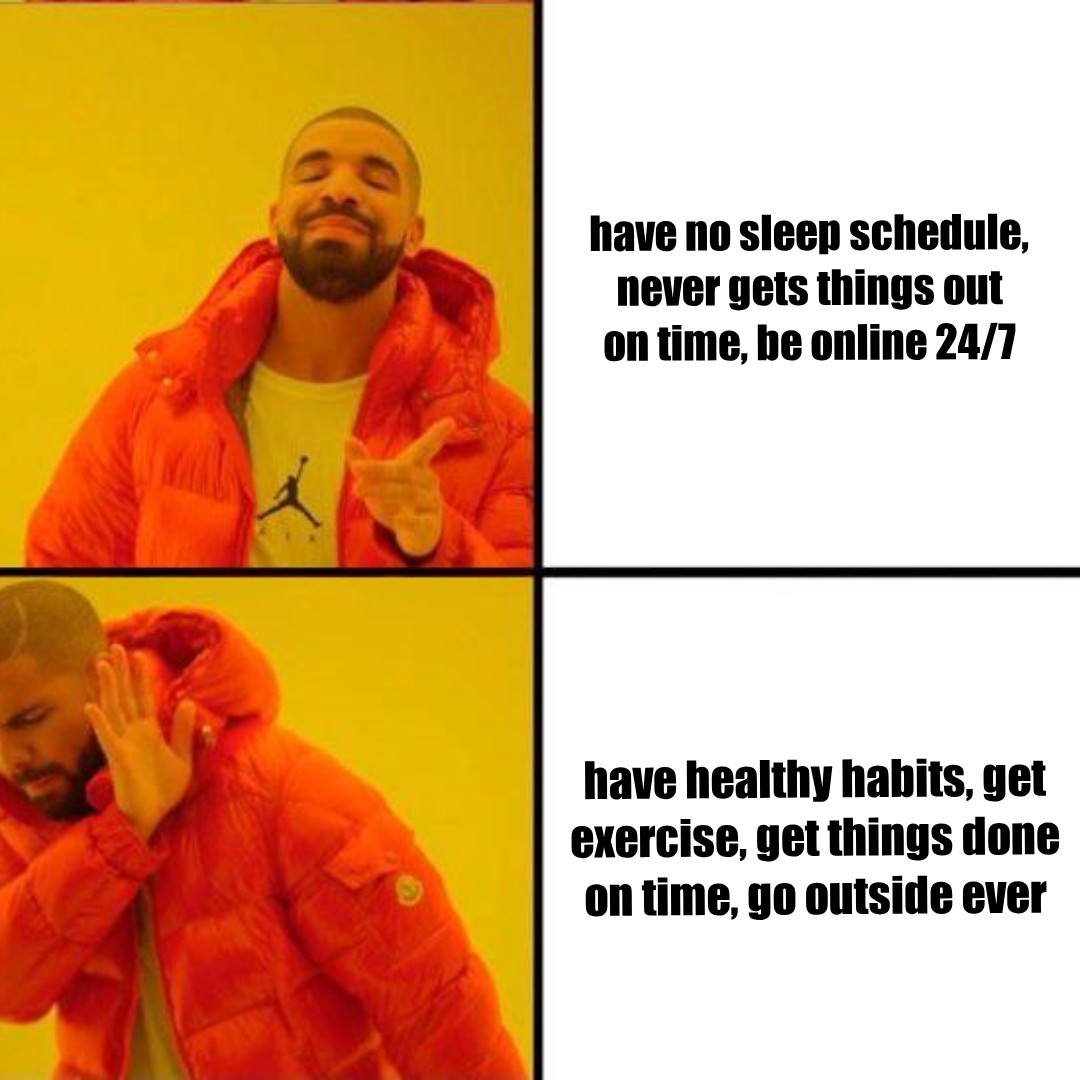 have no sleep schedule,
never gets things out
on time, be online 24/7
have healthy habits, get
exercise, get things done
on time, go outside ever